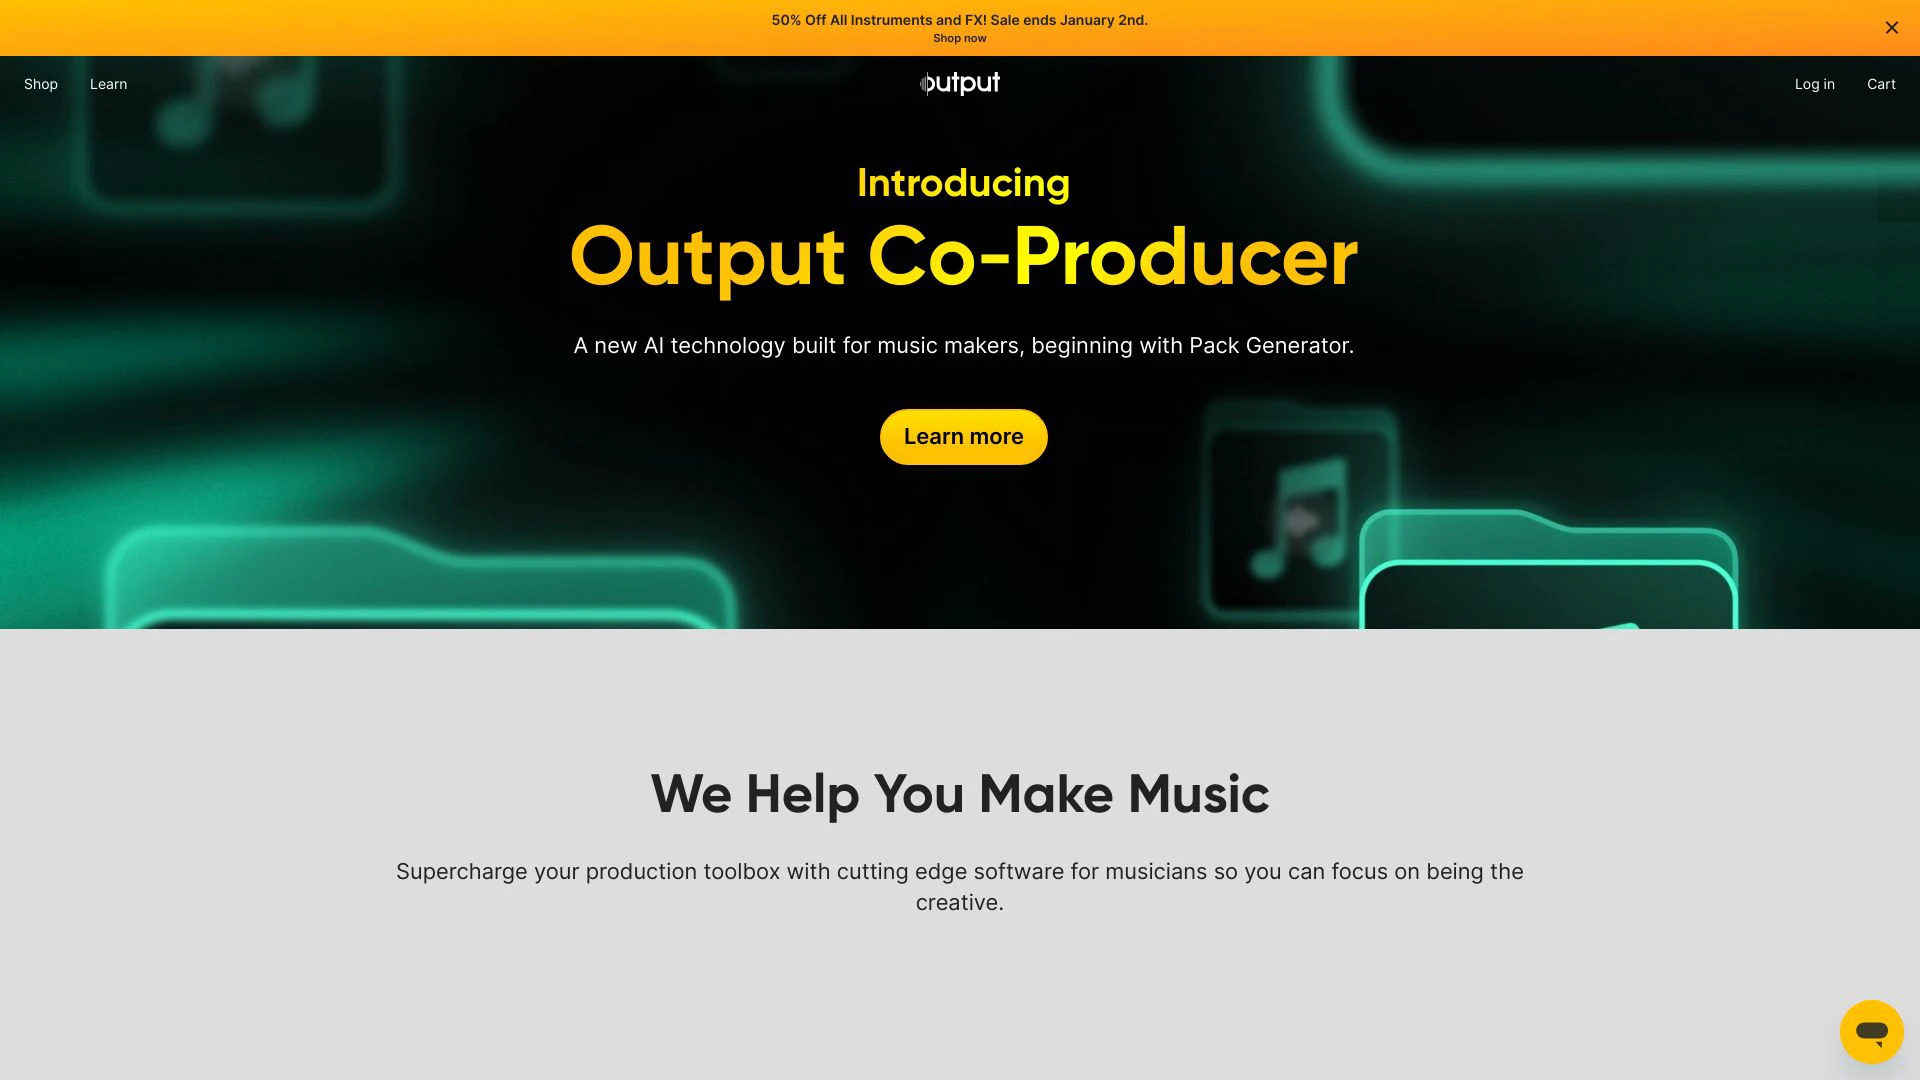 50% Off All Instruments and FX! Sale ends January 2nd.
Shop now
Shop
Learn
output
Log in
Cart
Introducing
Output Co-Producer
A new AI technology built for music makers, beginning with Pack Generator.
Learn more
We Help You Make Music
Supercharge your production toolbox with cutting edge software for musicians so you can focus on being the
creative.